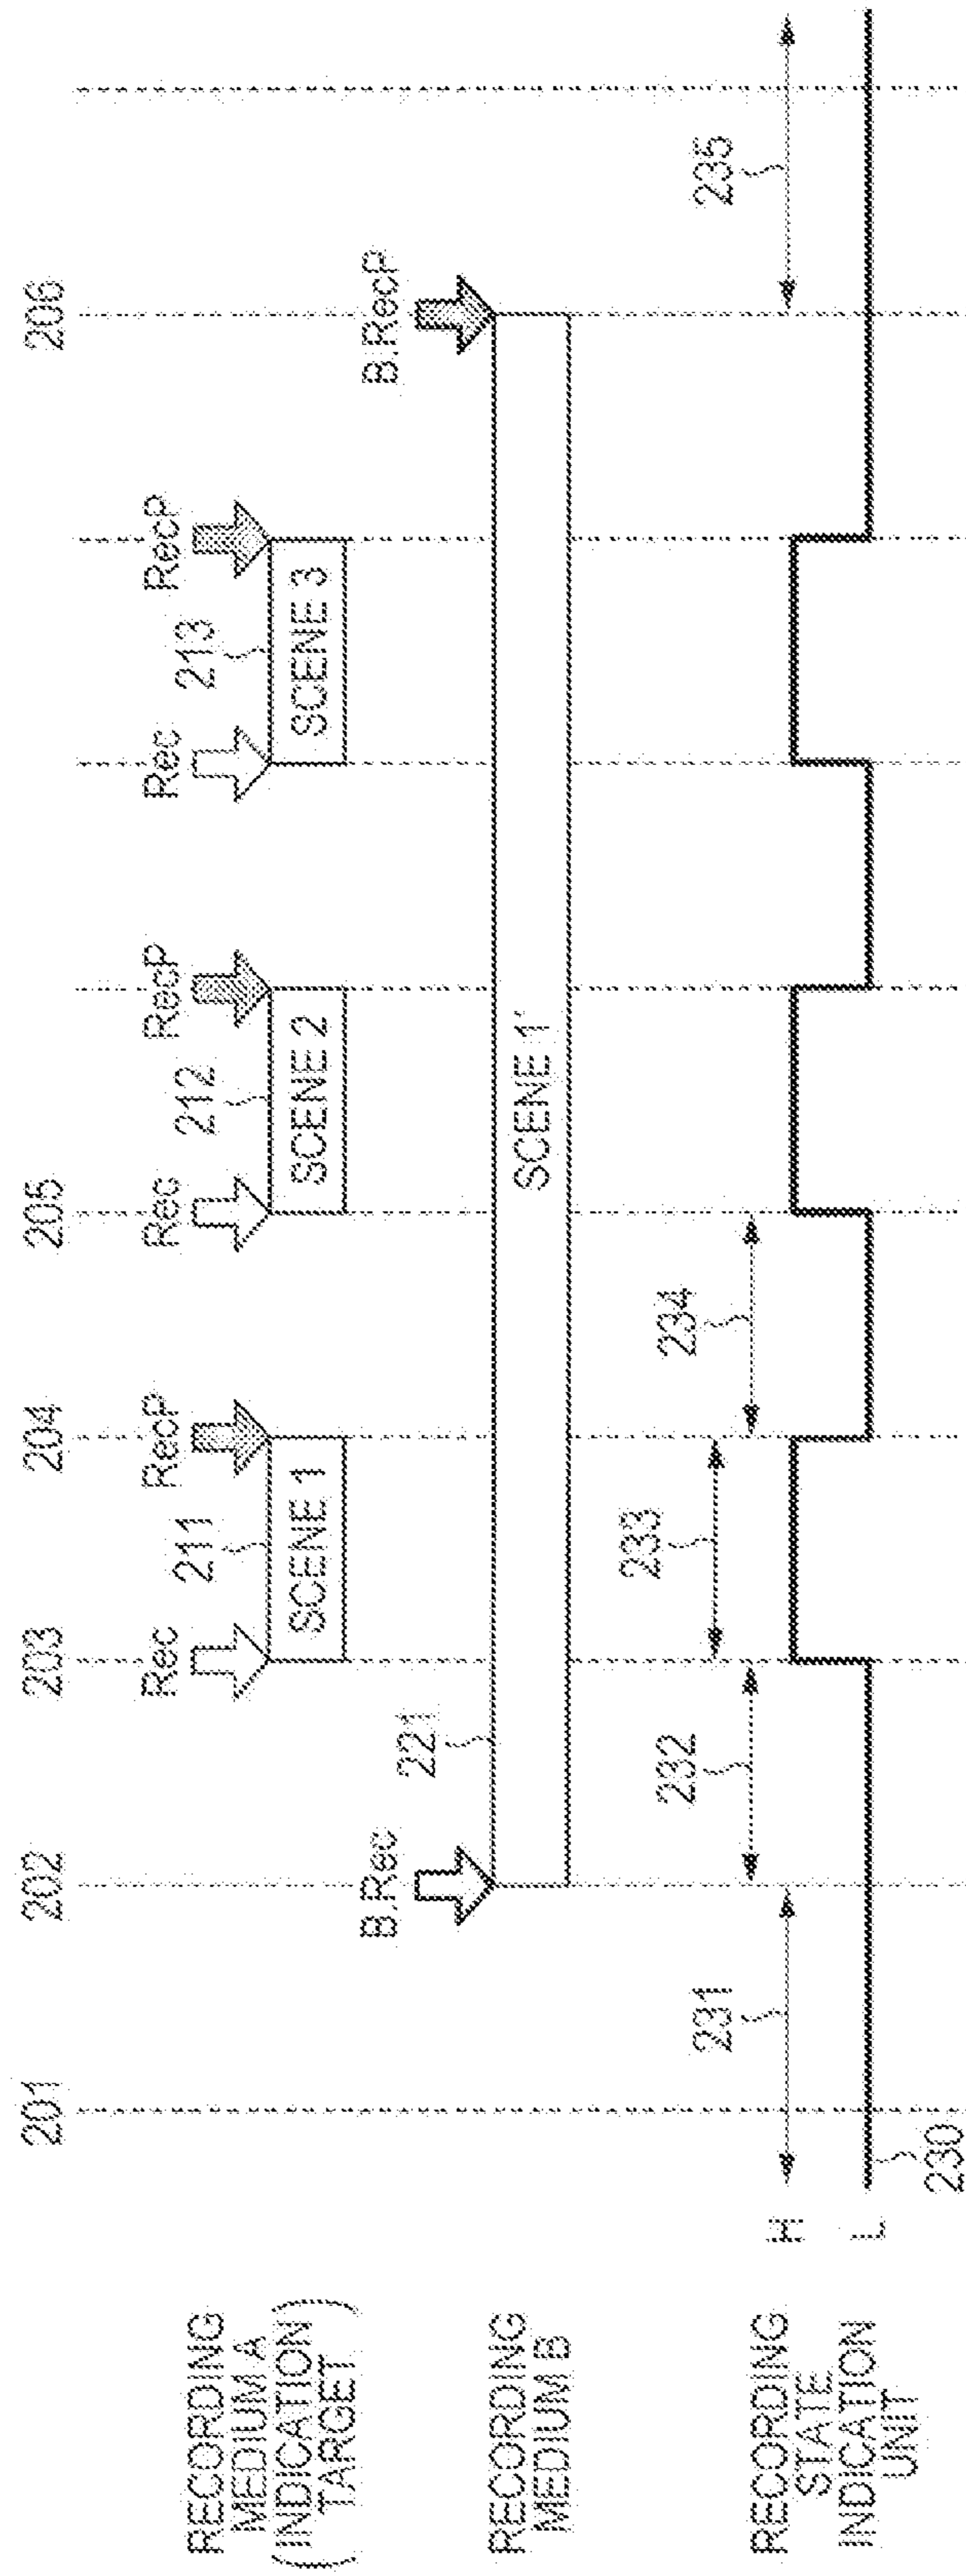 201
202
203
204
205
206
RECORDING
MEDIUM A
(INDICATION)
TARGET
Rec
RecP
Rec
RecP
Rec
RecP
211
212
213
SCENE 1
SCENE 2
SCENE 3
RECORDING
MEDIUM B
B.Rec
221
SCENE 1'
B.RecP
RECORDING
STATE
INDICATION
UNIT
H
L
230
231
232
233
234
235